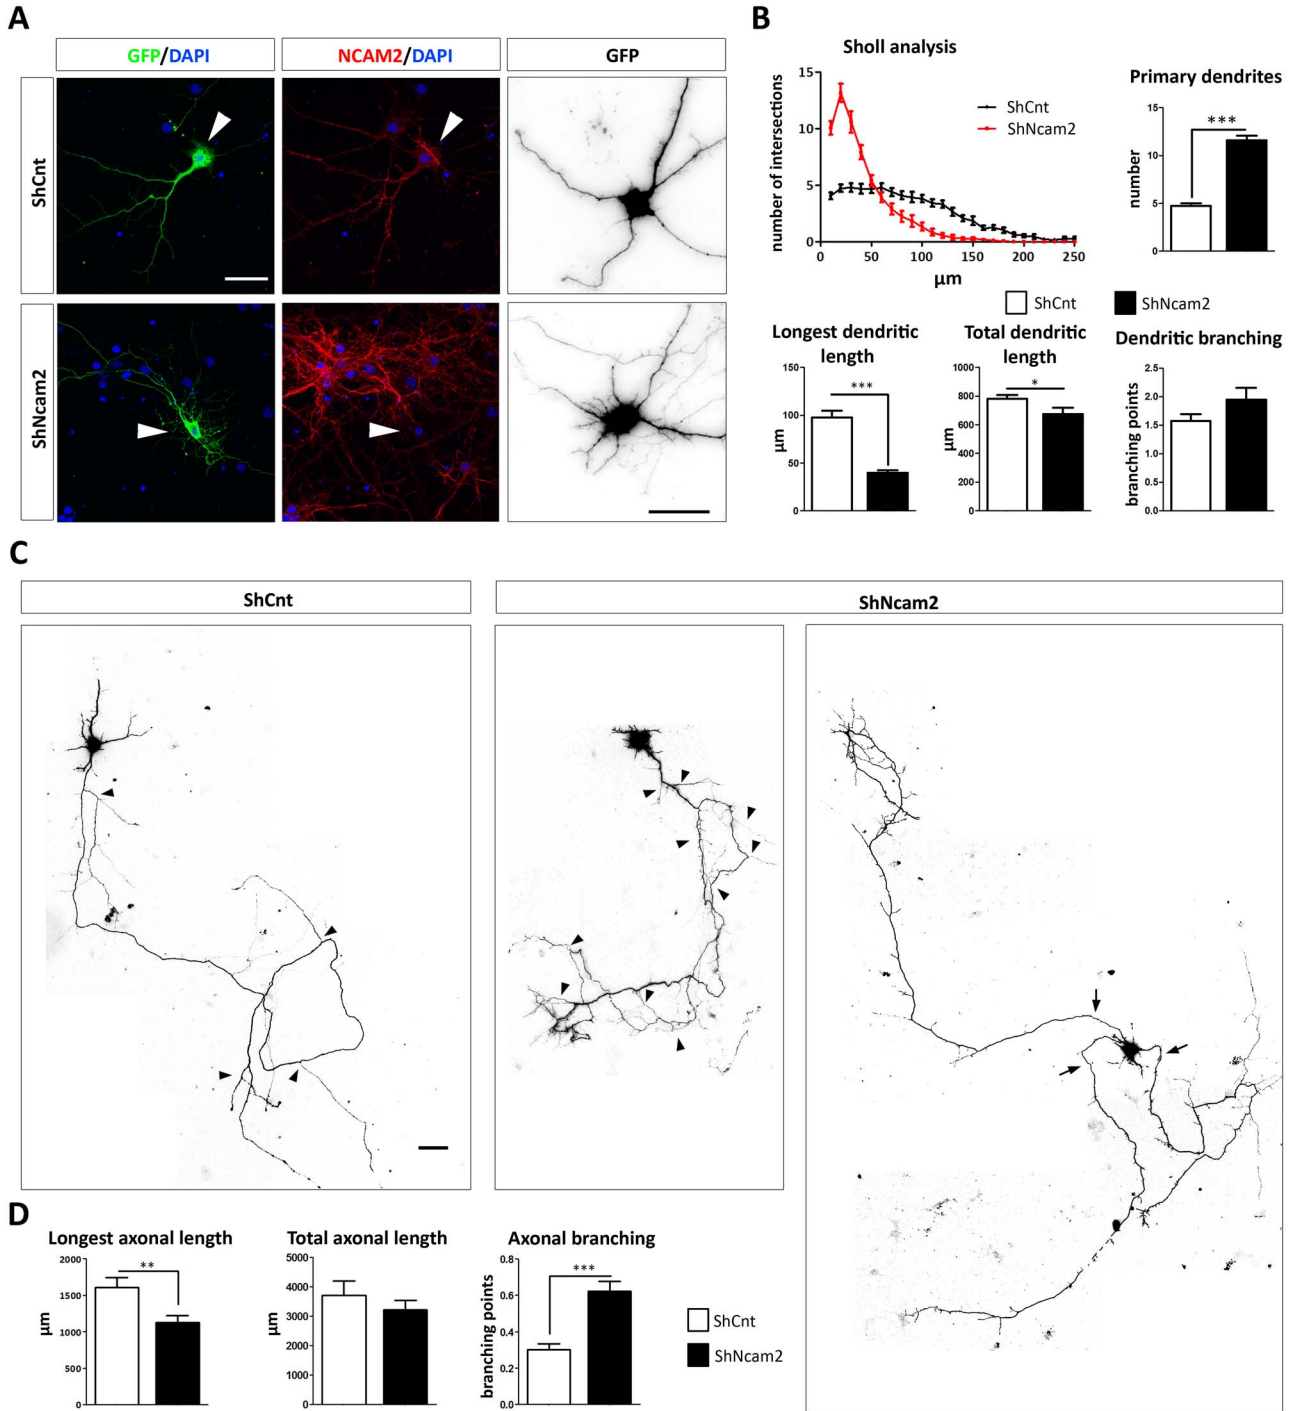 A
GFP/DAPI
NCAM2/DAPI
GFP
ShCnt
ShNcam2
B
Sholl analysis
number of intersections
15
10
5
0
0
50
100
150
200
250
µm
ShCnt
ShNcam2
Primary dendrites
number
15
10
5
0
***
ShCnt
ShNcam2
Longest dendritic
length
µm
150
100
50
0
***
Total dendritic
length
µm
1000
800
600
400
200
0
*
Dendritic branching
branching points
2.5
2.0
1.5
1.0
0.5
0.0
C
ShCnt
ShNcam2
D
Longest axonal length
µm
2000
1500
1000
500
0
**
Total axonal length
µm
5000
4000
3000
2000
1000
0
Axonal branching
branching points
0.8
0.6
0.4
0.2
0.0
***
ShCnt
ShNcam2